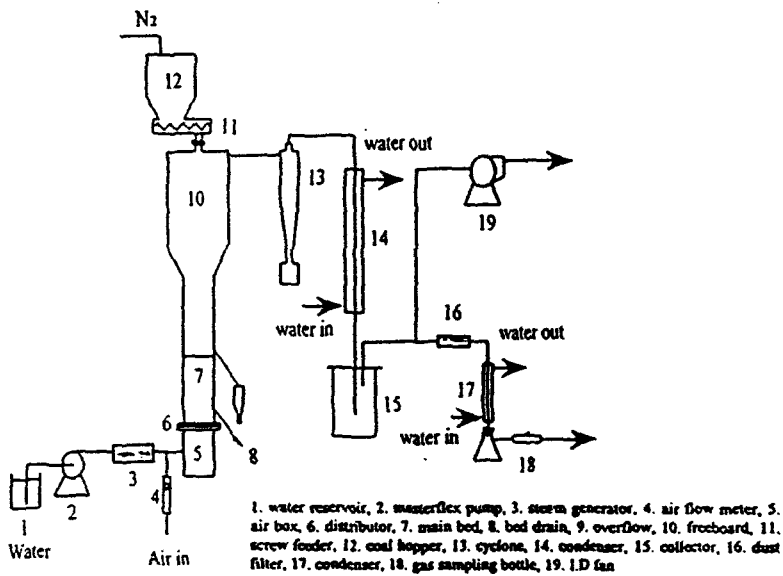 N2
12
11
water out
10
13
19
14
16
water in
water out
7
17
15
6
8
water in
5
18
3
4
1
2
Water
Air in
1. water reservoir, 2. masterflex pump, 3. steam generator, 4. air flow meter, 5.
air box, 6. distributor, 7. main bed, 8. bed drain, 9. overflow, 10. freeboard, 11.
screw feeder, 12. coal hopper, 13. cyclone, 14. condenser, 15. collector, 16. dust
filter, 17. condenser, 18. gas sampling bottle, 19. I.D fan